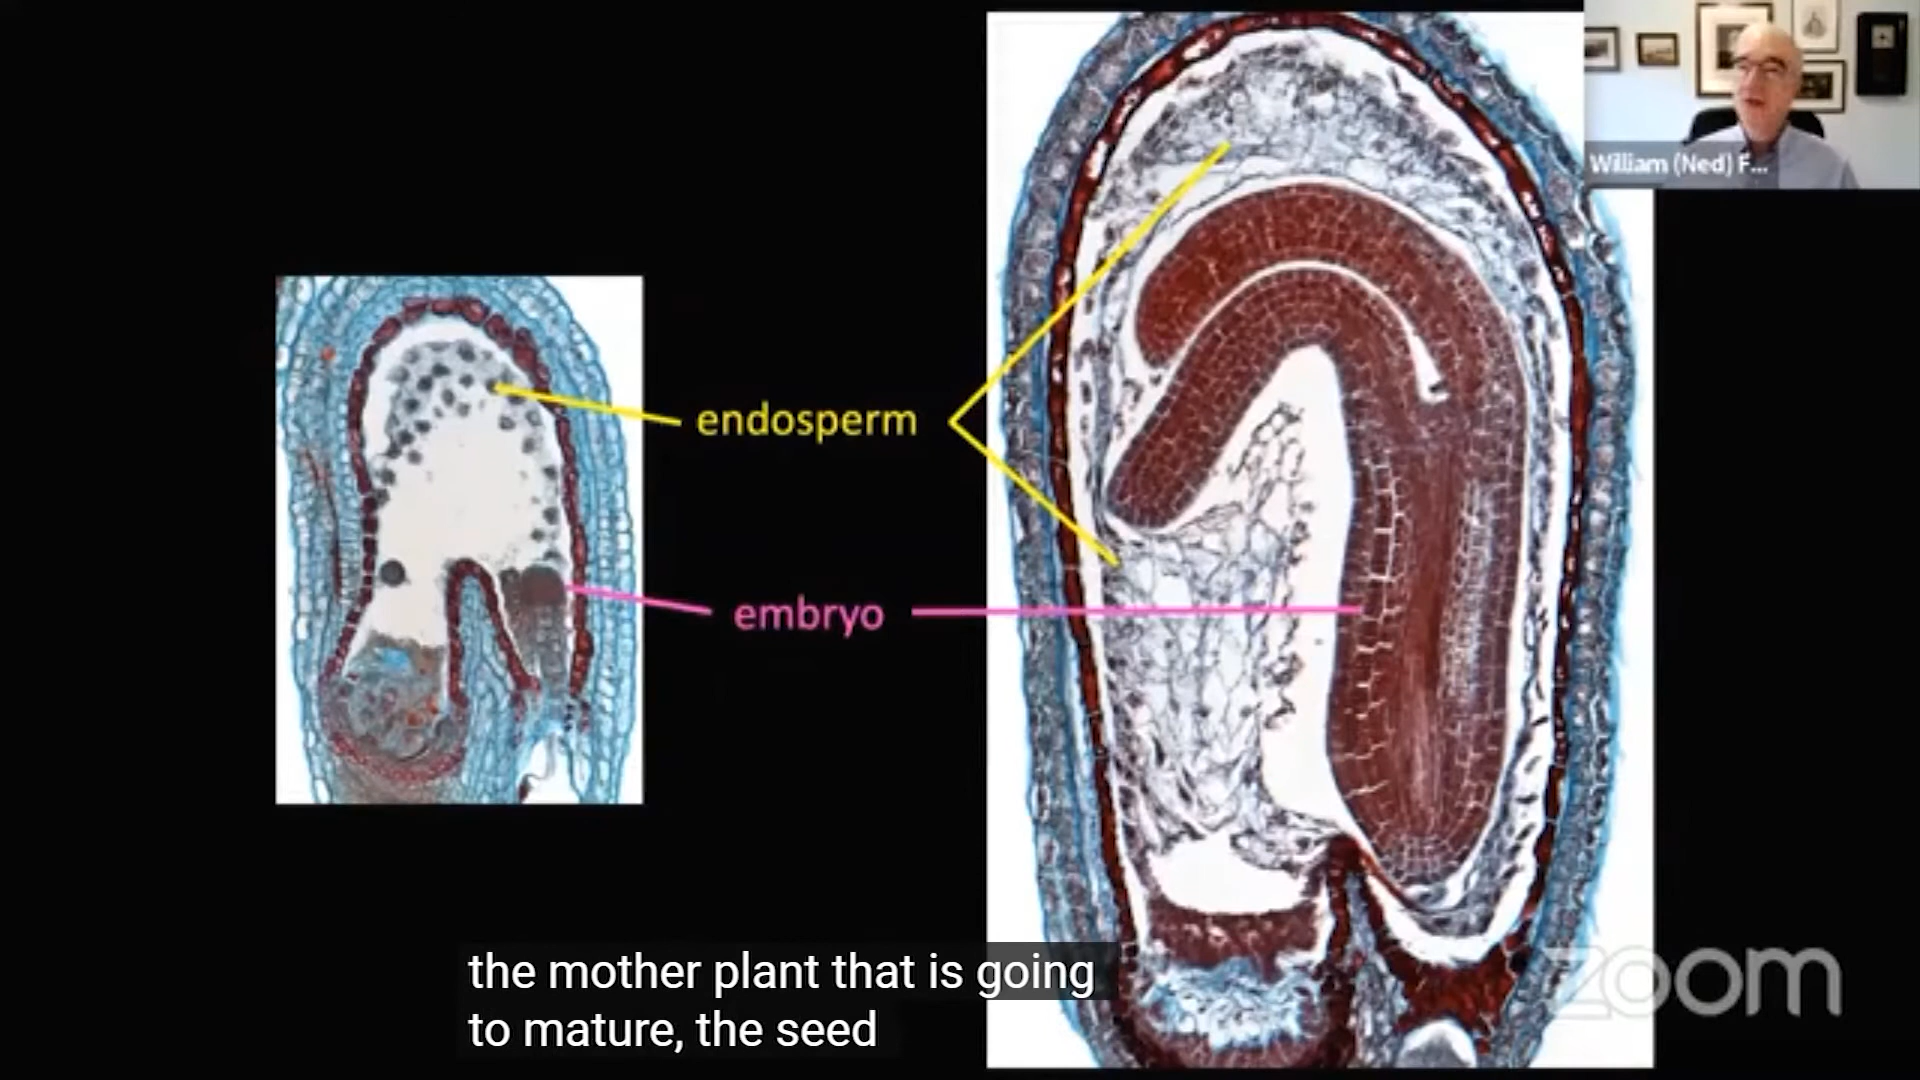 William (Ned) F...
endosperm
embryo
the mother plant that is going
to mature, the seed
zoom